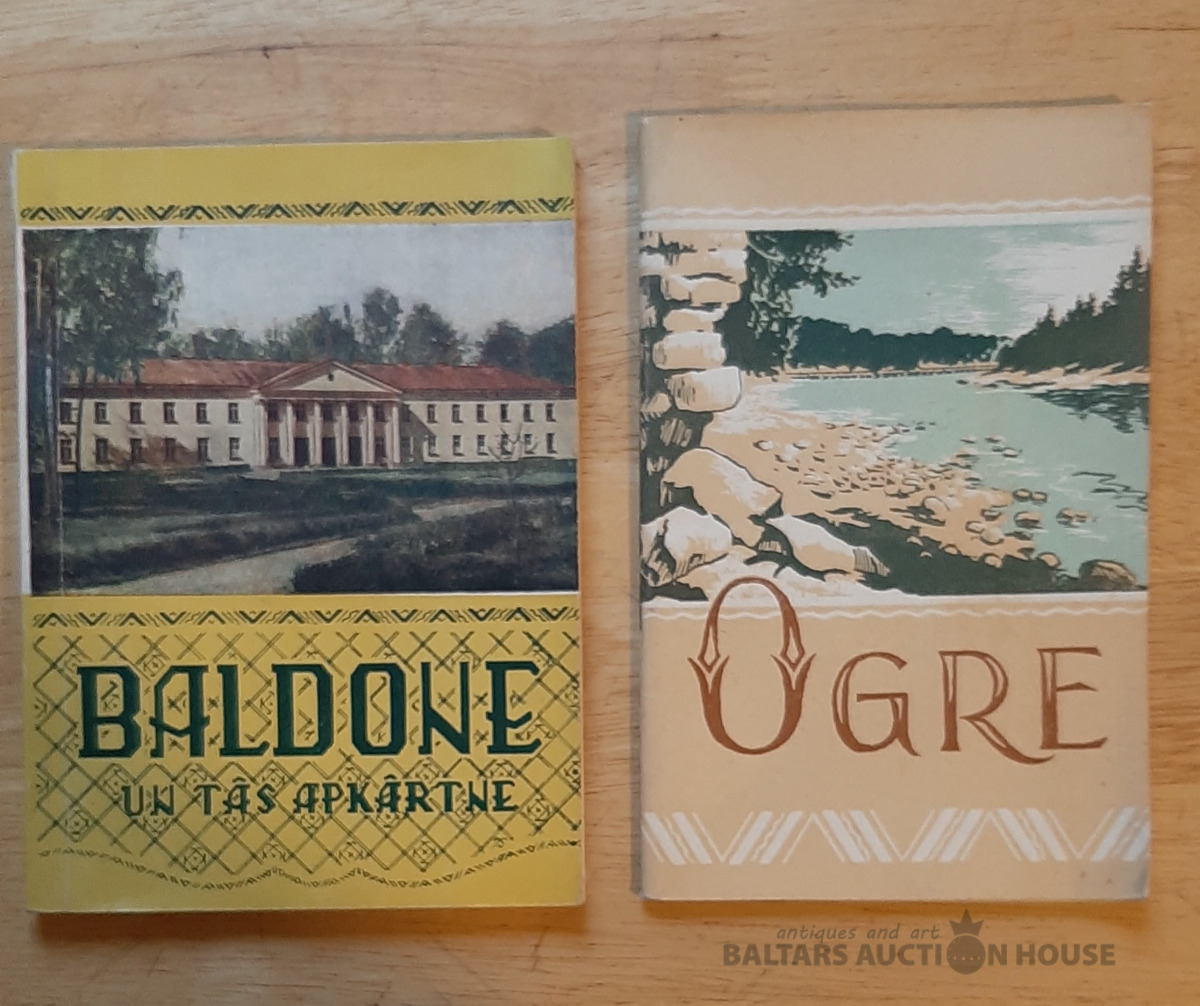 BALDONE
UN TĀS APKĀRTNE
OGRE
antiques and art
BALTARS AUCTION HOUSE